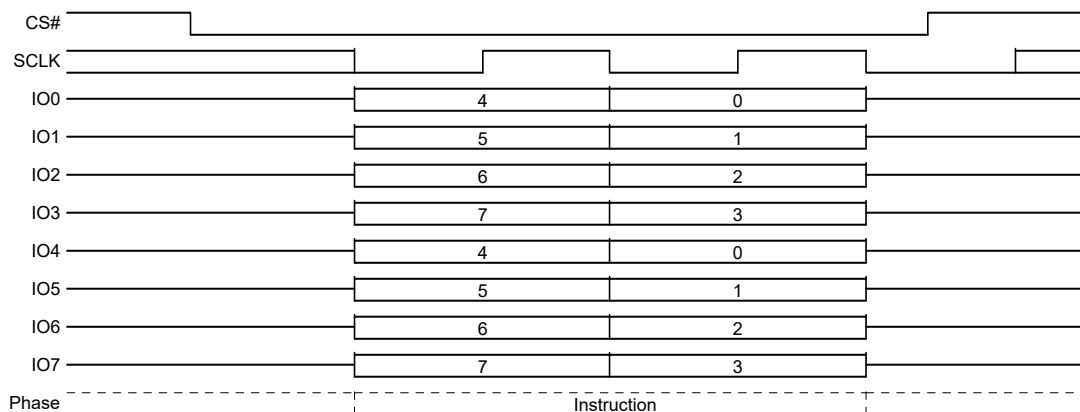 CS#
SCLK
IO0 4 0
IO1 5 1
IO2 6 2
IO3 7 3
IO4 4 0
IO5 5 1
IO6 6 2
IO7 7 3
Phase Instruction